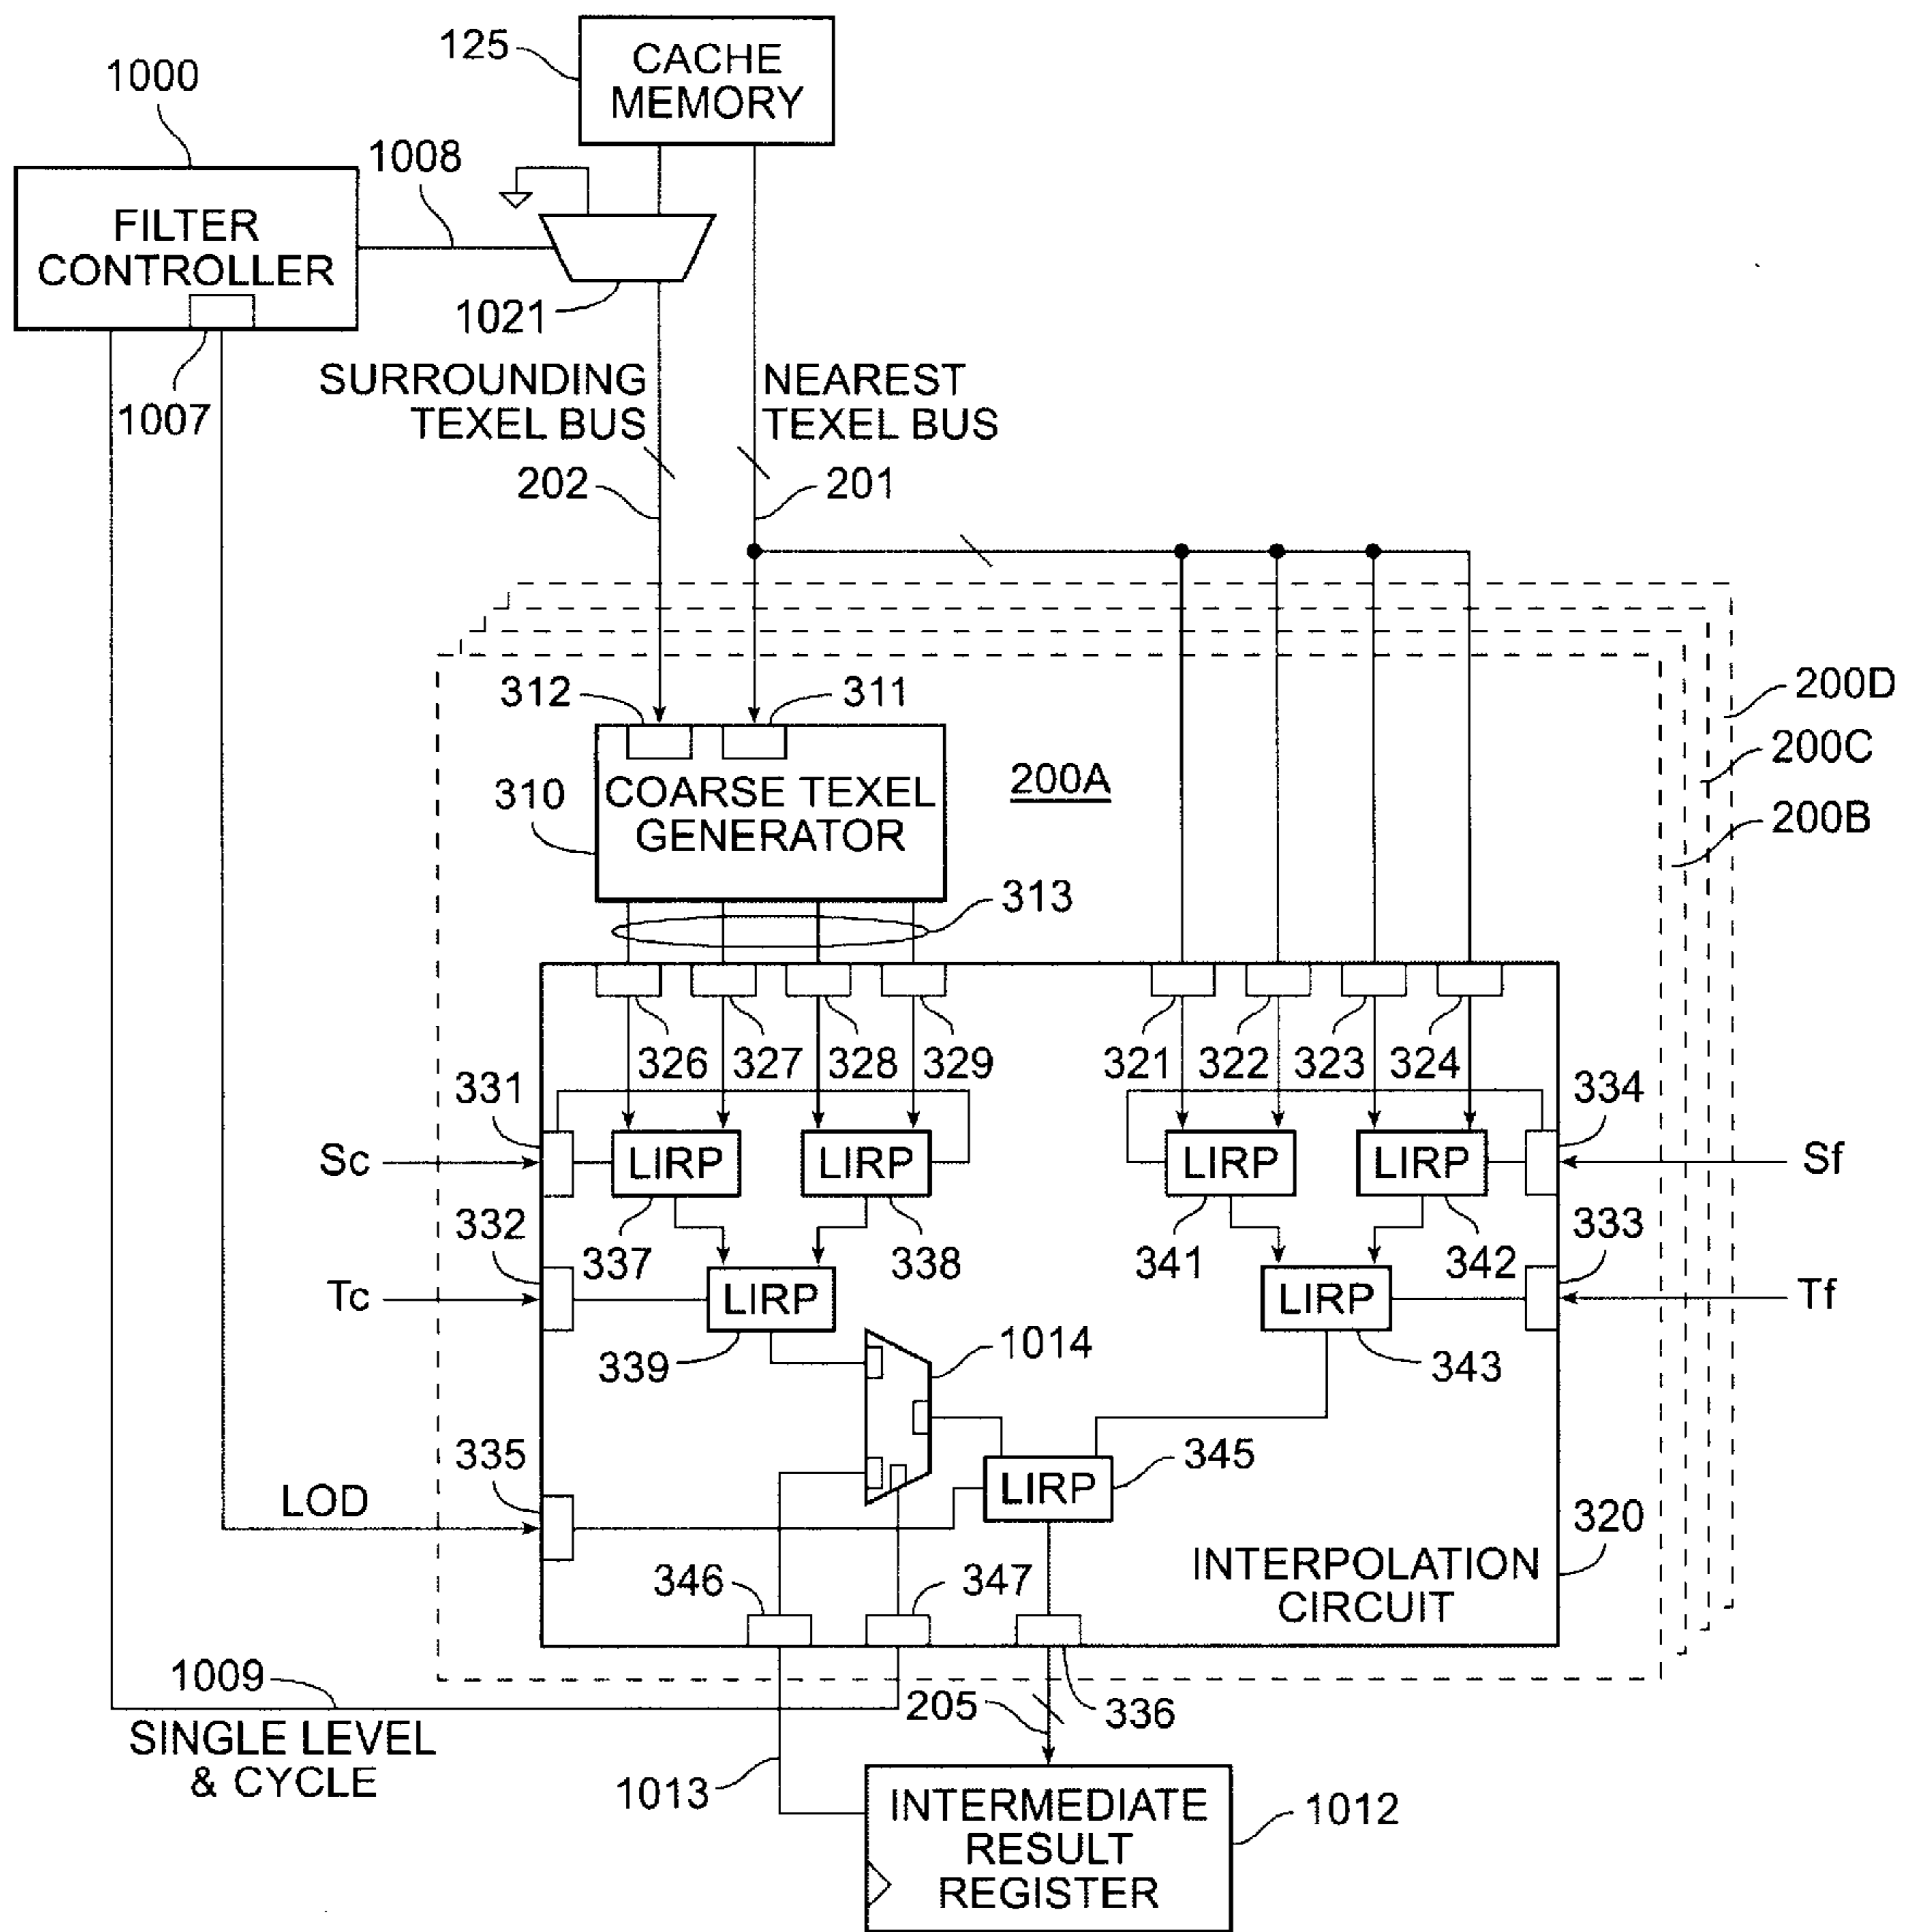 125
CACHE
MEMORY
1000
1008
FILTER
CONTROLLER
1021
1007
SURROUNDING
TEXEL BUS
NEAREST
TEXEL BUS
202
201
312
311
200D
200C
200B
200A
310
COARSE TEXEL
GENERATOR
313
326
327
328
329
321
322
323
324
331
334
Sc
LIRP
LIRP
LIRP
LIRP
Sf
332
337
338
341
342
333
Tc
LIRP
LIRP
Tf
339
1014
343
335
345
LOD
LIRP
320
346
347
INTERPOLATION
CIRCUIT
1009
205
336
SINGLE LEVEL
& CYCLE
1013
INTERMEDIATE
RESULT
REGISTER
1012